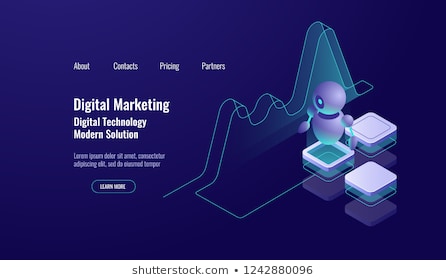 About Contacts Pricing Partners
Digital Marketing
Digital Technology
Modern Solution
Lorem ipsum dolor sit amet,
consectetur adipiscing elit,
sed do eiusmod tempor
LEARN MORE
shutterstock.com • 1242880096